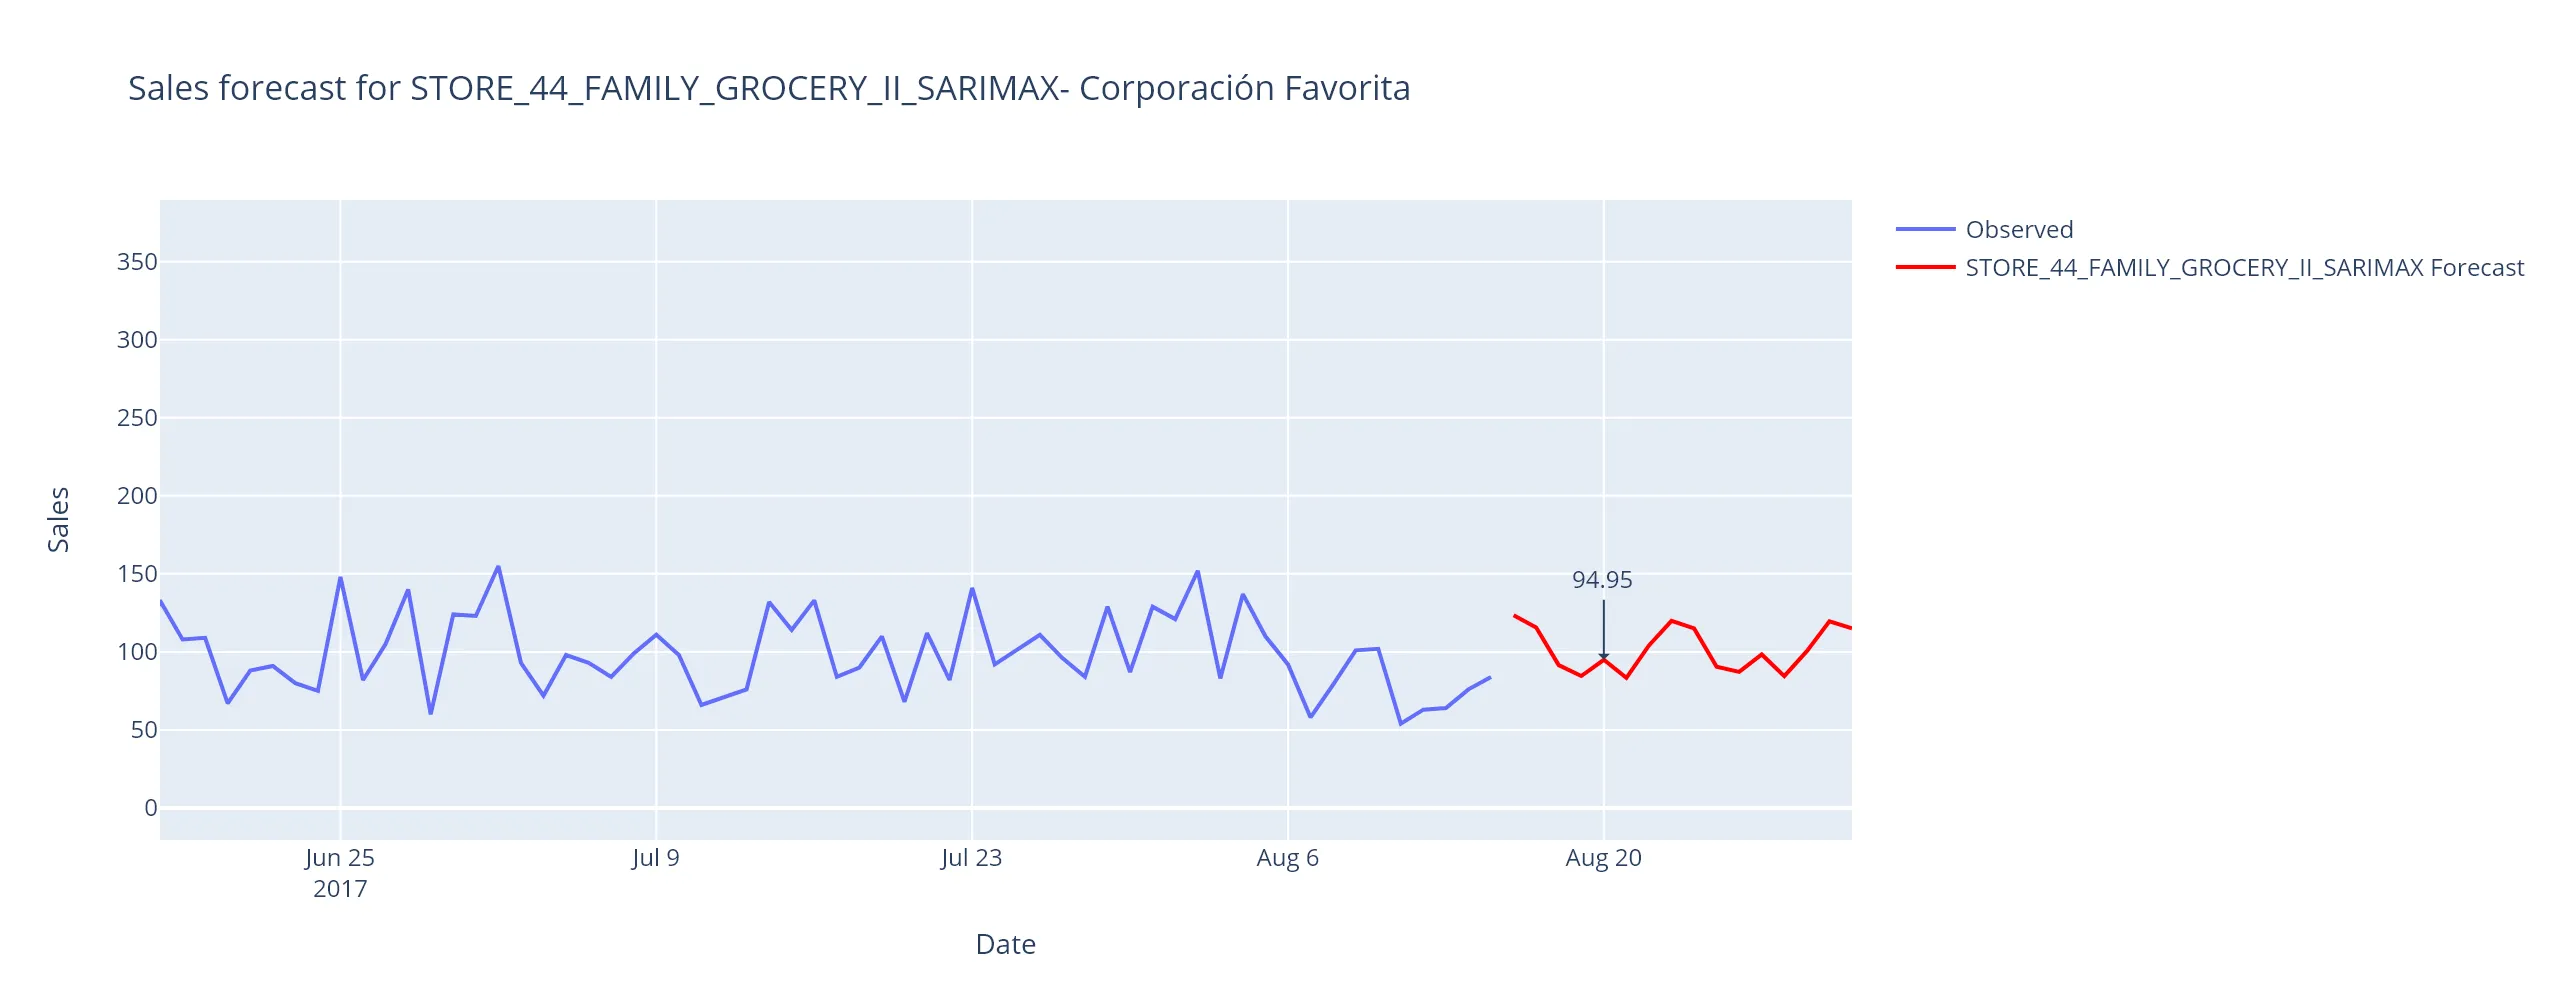 Sales forecast for STORE_44_FAMILY_GROCERY_II_SARIMAX- Corporación Favorita
Observed
STORE_44_FAMILY_GROCERY_II_SARIMAX Forecast
350
300
250
200
150
100
50
0
Sales
94.95
Jun 25
2017
Jul 9
Jul 23
Aug 6
Aug 20
Date